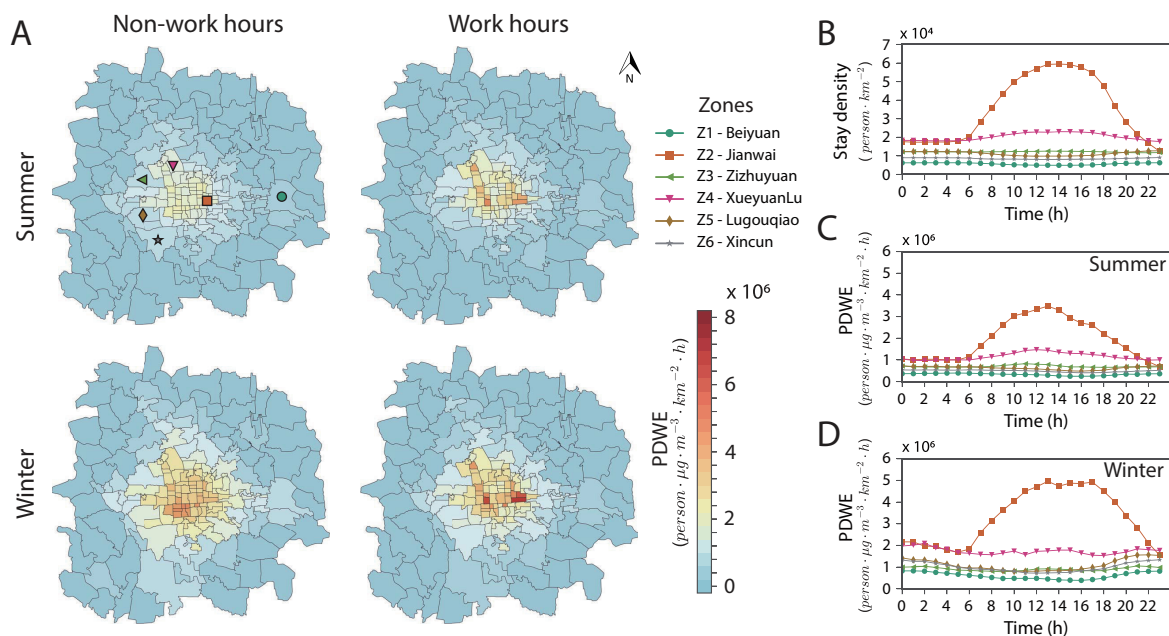 A
Non-work hours
Work hours
Summer
Winter
N
Zones
Z1 - Beiyuan
Z2 - Jianwai
Z3 - Zizhuyuan
Z4 - XueyuanLu
Z5 - Lugouqiao
Z6 - Xincun
x 10⁶
8
6
4
2
0
PDWE
(person · μg · m⁻³ · km⁻² · h)
B
x 10⁴
7
6
5
4
3
2
1
0
Stay density
(person · km⁻²)
0 2 4 6 8 10 12 14 16 18 20 22
Time (h)
C
x 10⁶
Summer
6
5
4
3
2
1
0
PDWE
(person · μg · m⁻³ · km⁻² · h)
0 2 4 6 8 10 12 14 16 18 20 22
Time (h)
D
x 10⁶
Winter
6
5
4
3
2
1
0
PDWE
(person · μg · m⁻³ · km⁻² · h)
0 2 4 6 8 10 12 14 16 18 20 22
Time (h)